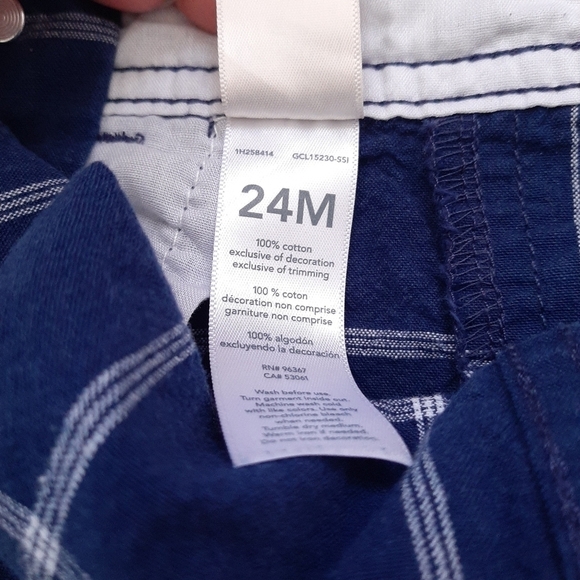 1H258414 GCL15230-SSI
24M
100% cotton
exclusive of decoration
exclusive of trimming
100 % coton
décoration non comprise
garniture non comprise
100% algodón
excluyendo la decoración
RN# 96367
CA# 53061
Wash before use.
Turn garment inside out.
Machine wash cold
with like colors. Use only
non-chlorine bleach
when needed.
Tumble dry medium.
Warm iron if needed.
Do not iron decoration.